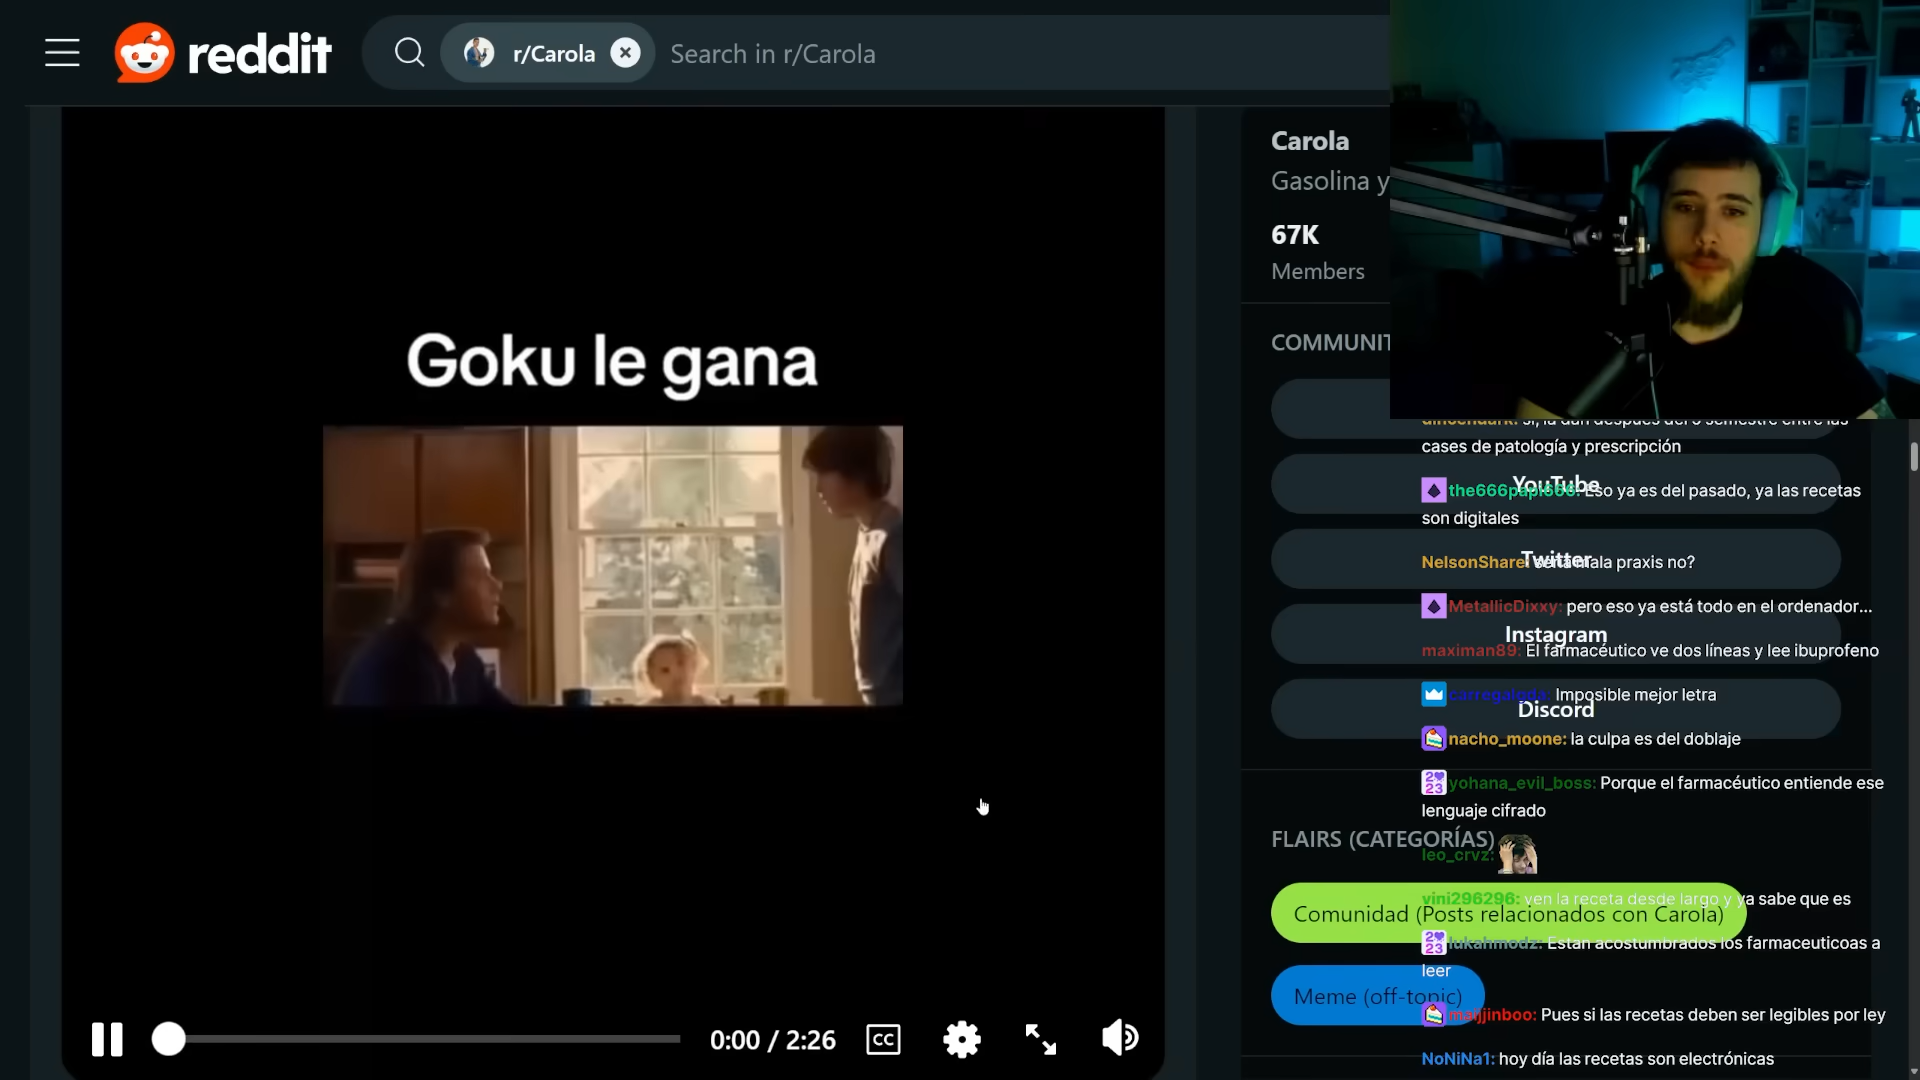 reddit
r/Carola
Search in r/Carola
Goku le gana
0:00 / 2:26
CC
Carola
Gasolina y
67K
Members
COMMUNIT
YouTube
Twitter
Instagram
Discord
FLAIRS (CATEGORÍAS)
Comunidad (Posts relacionados con Carola)
Meme (off-topic)
cases de patología y prescripción
the666papi666: Eso ya es del pasado, ya las recetas
son digitales
NelsonShare: seria mala praxis no?
MetallicDixxy: pero eso ya está todo en el ordenador...
maximan89: El farmacéutico ve dos líneas y lee ibuprofeno
Imposible mejor letra
nacho_moone: la culpa es del doblaje
yohana_evil_boss: Porque el farmacéutico entiende ese
lenguaje cifrado
leo_crvz:
vini296296: ven la receta desde largo y ya sabe que es
lukahmodz: Estan acostumbrados los farmaceuticoas a
leer
maijjinboo: Pues si las recetas deben ser legibles por ley
NoNiNa1: hoy día las recetas son electrónicas